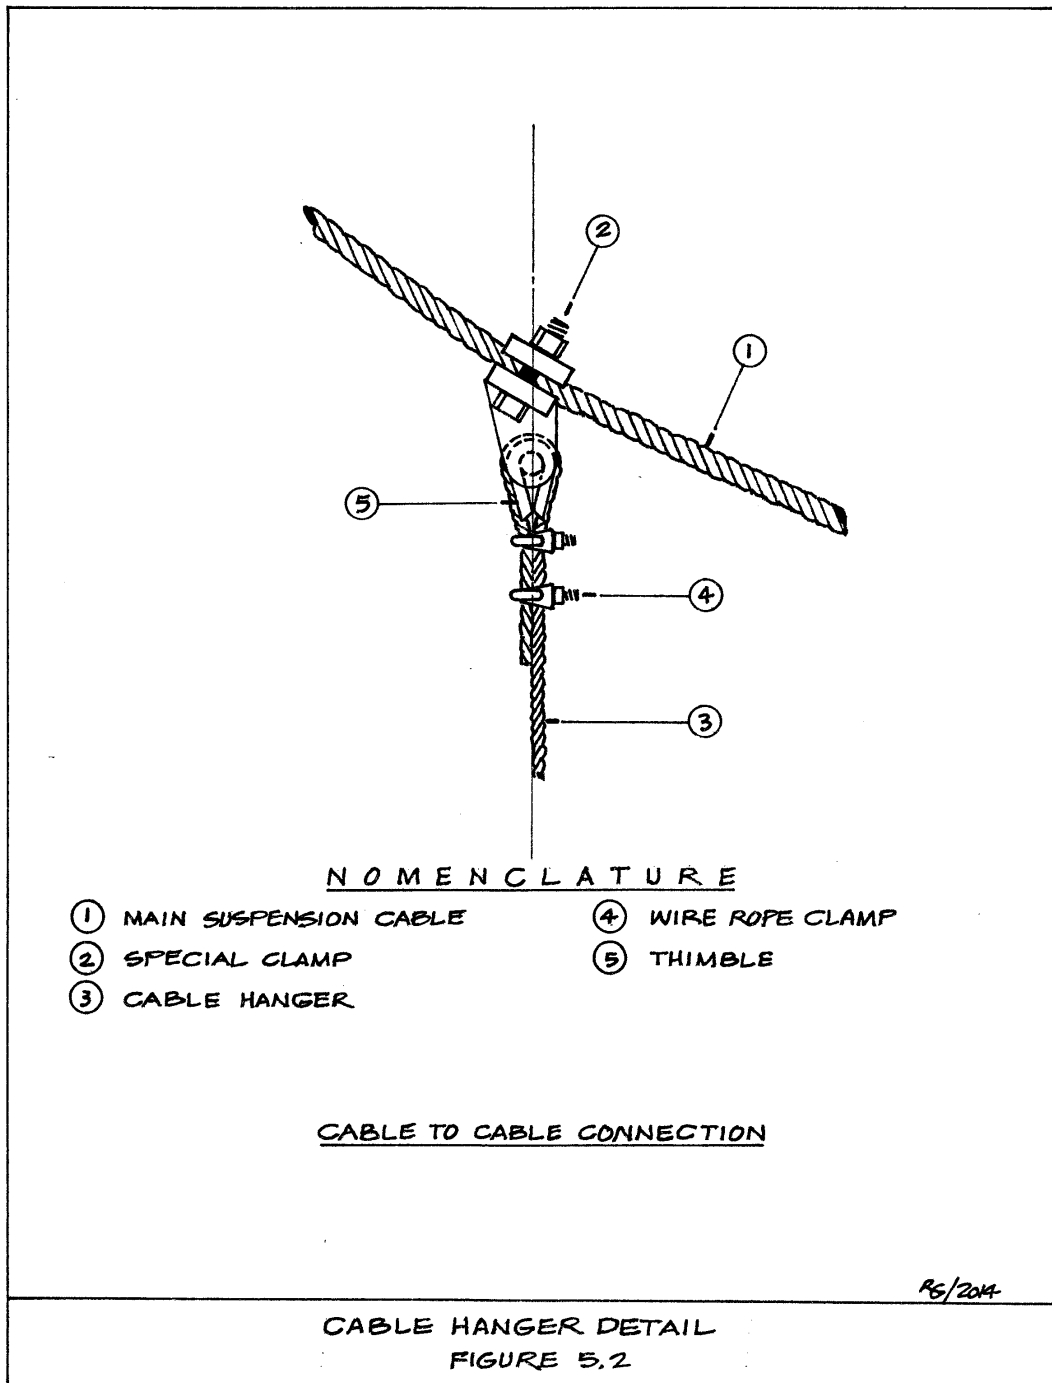 2
1
5
4
3
NOMENCLATURE
1 MAIN SUSPENSION CABLE
2 SPECIAL CLAMP
3 CABLE HANGER
4 WIRE ROPE CLAMP
5 THIMBLE
CABLE TO CABLE CONNECTION
RG/2014
CABLE HANGER DETAIL
FIGURE 5.2